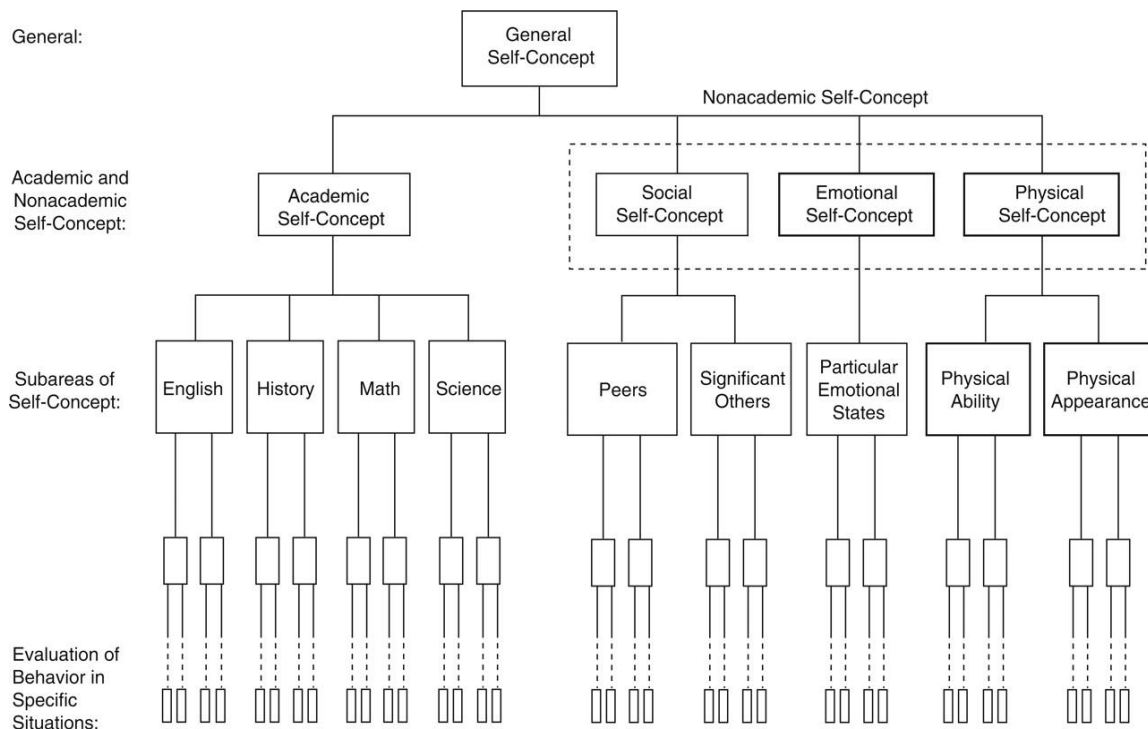 General:
General
Self-Concept
Nonacademic Self-Concept
Academic and
Nonacademic
Self-Concept:
Academic
Self-Concept
Social
Self-Concept
Emotional
Self-Concept
Physical
Self-Concept
Subareas of
Self-Concept:
English
History
Math
Science
Peers
Significant
Others
Particular
Emotional
States
Physical
Ability
Physical
Appearance
Evaluation of
Behavior in
Specific
Situations: